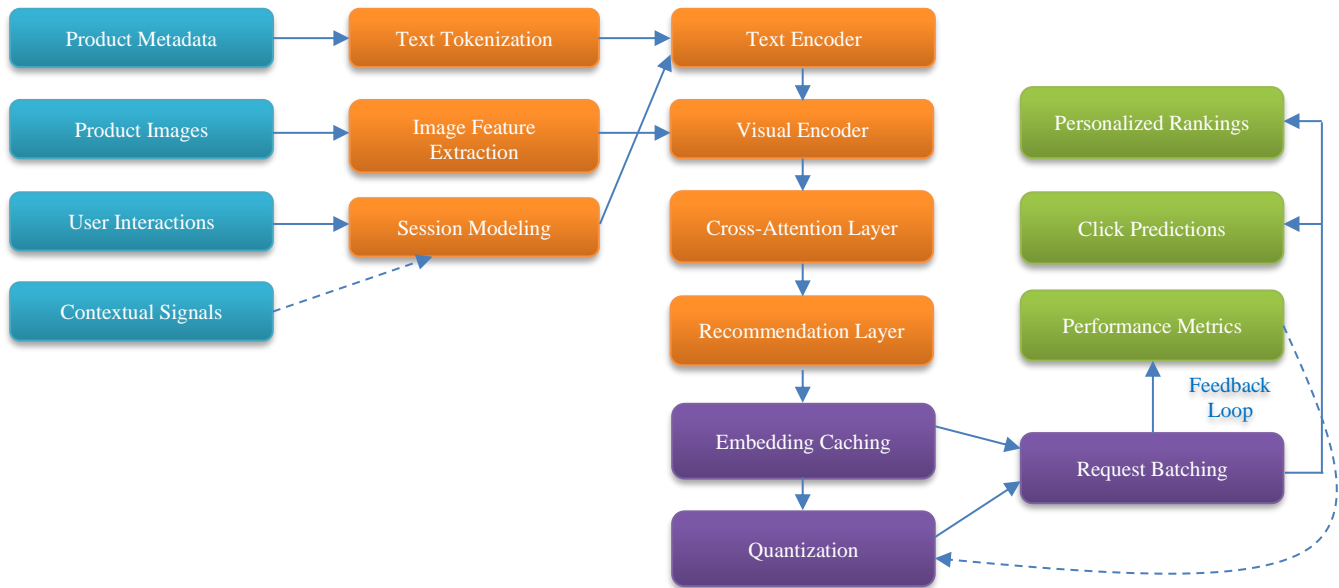 Product Metadata
Text Tokenization
Text Encoder
Product Images
Image Feature
Extraction
Visual Encoder
Personalized Rankings
User Interactions
Session Modeling
Cross-Attention Layer
Click Predictions
Contextual Signals
Recommendation Layer
Performance Metrics
Feedback
Loop
Embedding Caching
Request Batching
Quantization